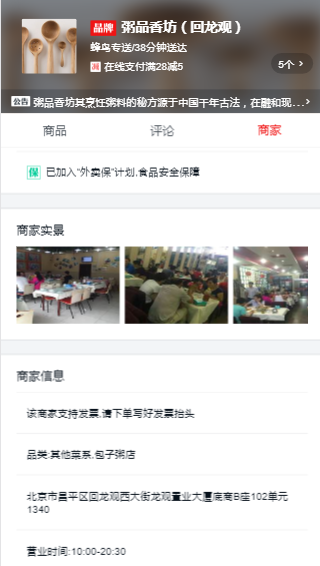 品牌 粥品香坊（回龙观）
蜂鸟专送/38分钟送达
减 在线支付满28减5
5个 >
公告 粥品香坊其烹饪粥料的秘方源于中国千年古法，在融和现... >
商品 评论 商家
保 已加入“外卖保”计划,食品安全保障
商家实景
商家信息
该商家支持发票,请下单写好发票抬头
品类:其他菜系,包子粥店
北京市昌平区回龙观西大街龙观置业大厦底商B座102单元
1340
营业时间:10:00-20:30